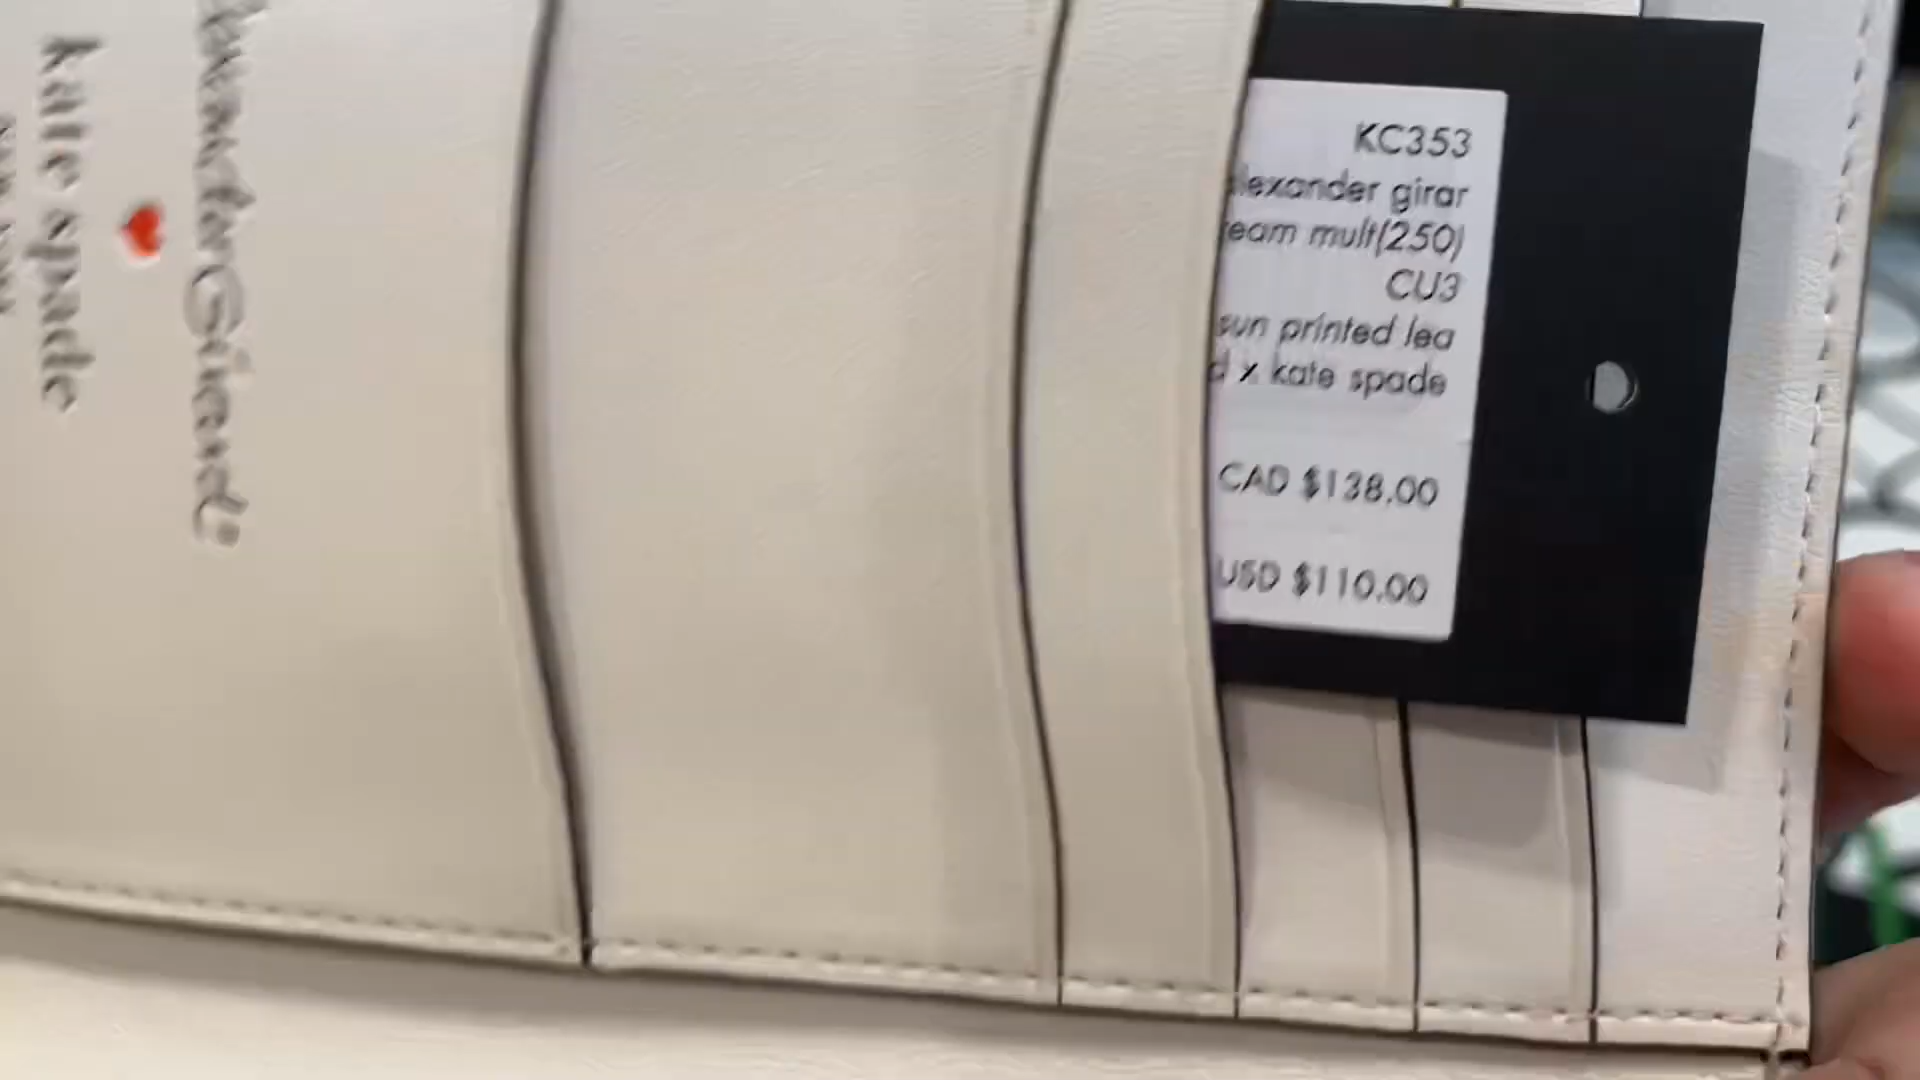 KC353
lexander girar
eam mult(250)
CU3
sun printed lea
d x kate spade
CAD $138.00
USD $110.00
kate spade